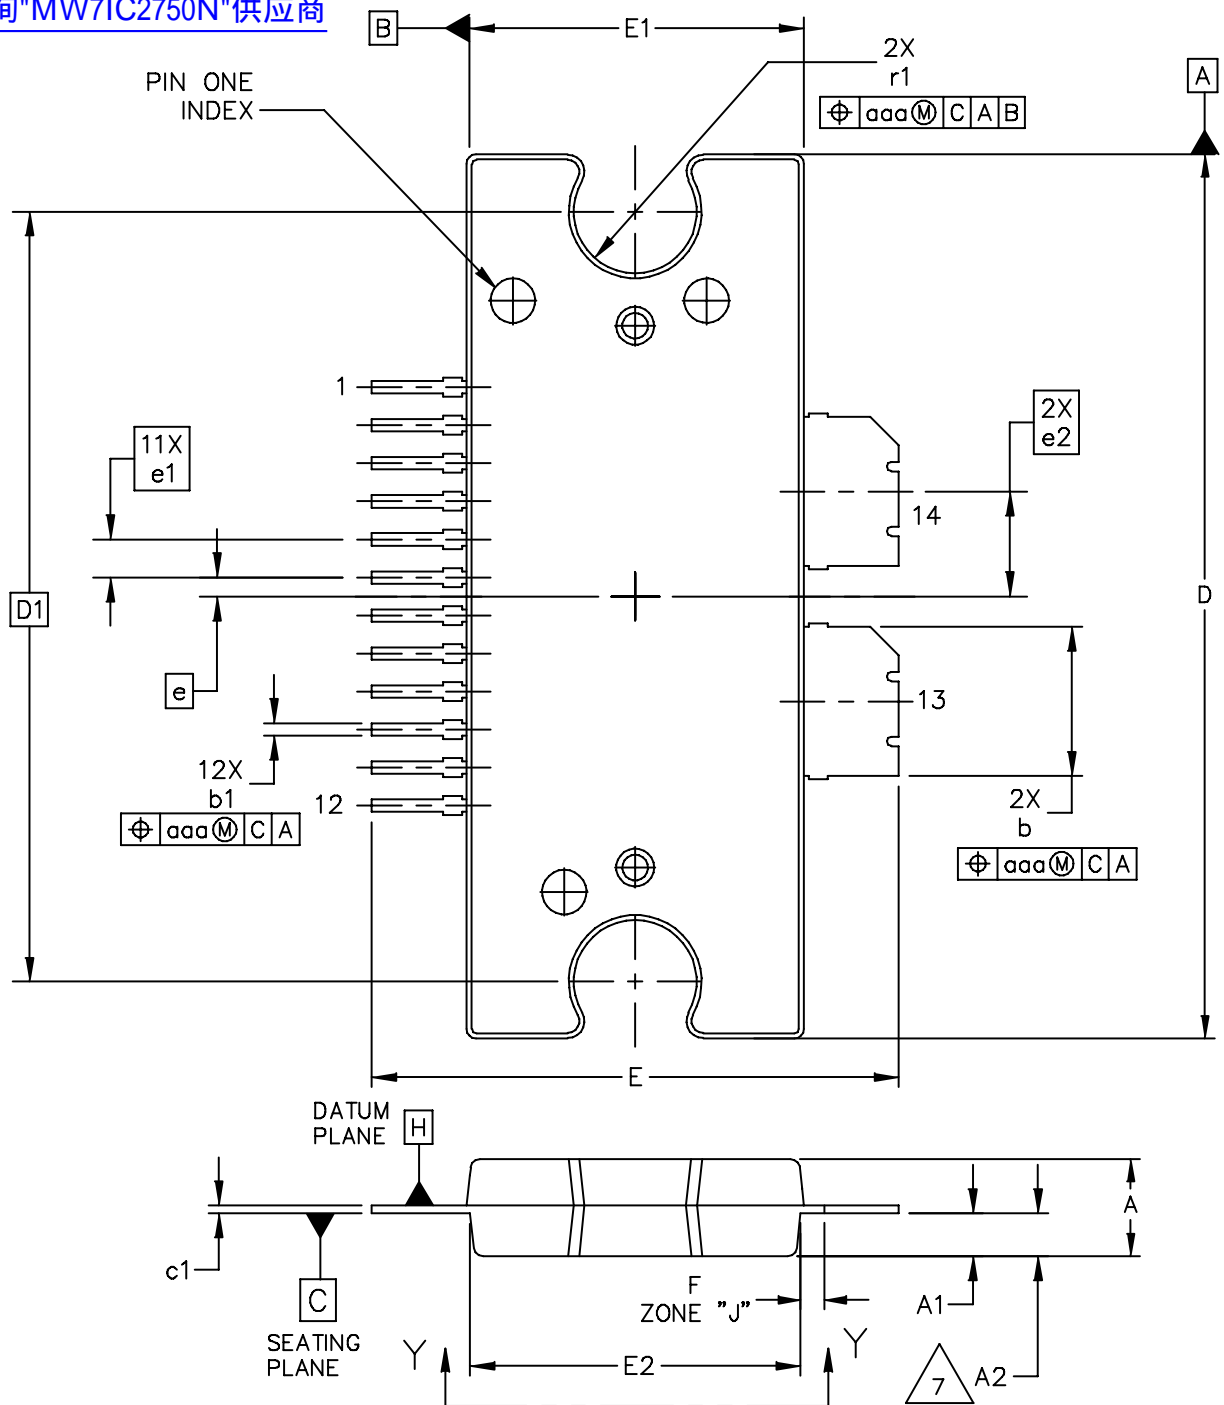 询"MW7IC2750N"供应商
B
E1
2X
r1
⌖ aaa Ⓜ C A B
A
PIN ONE
INDEX
1
11X
e1
2X
e2
14
D1
D
e
13
12X
b1
⌖ aaa Ⓜ C A
12
2X
b
⌖ aaa Ⓜ C A
E
DATUM
PLANE
H
A
c1
C
SEATING
PLANE
F
ZONE "J"
A1
Y
E2
Y
7
A2